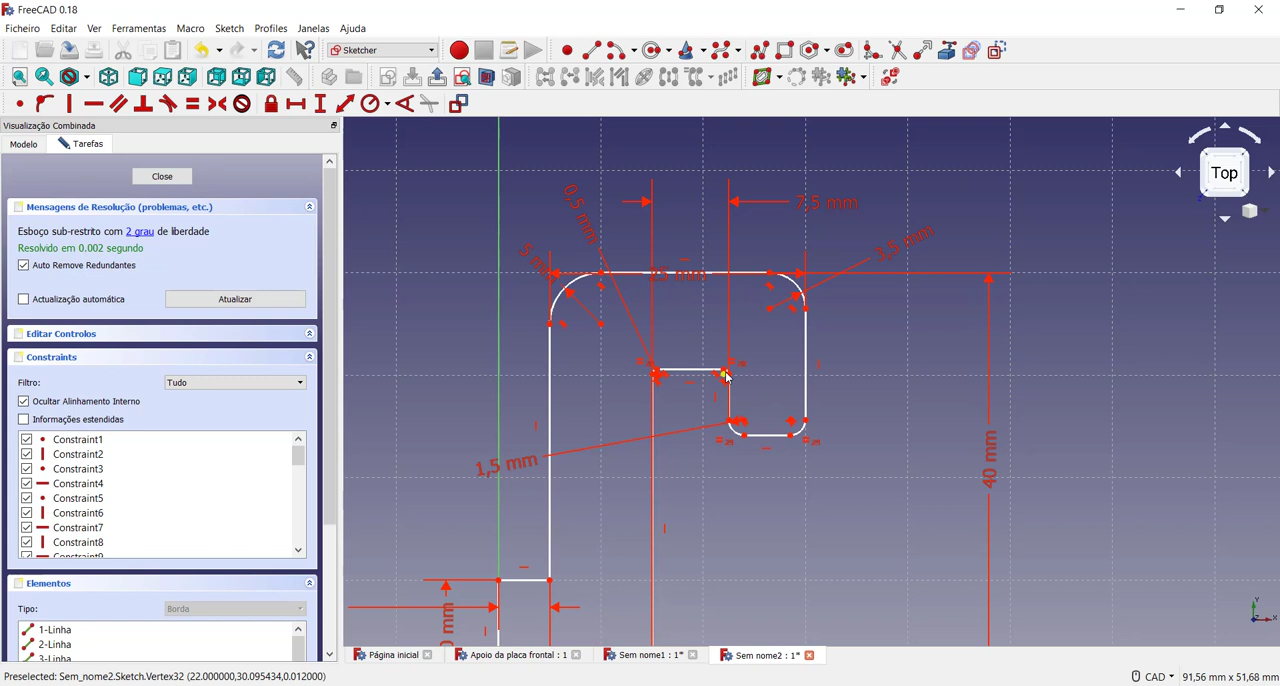 FreeCAD 0.18
Ficheiro Editar Ver Ferramentas Macro Sketch Profiles Janelas Ajuda
Sketcher
Visualização Combinada
Modelo Tarefas
Close
Mensagens de Resolução (problemas, etc.)
Esboço sub-restrito com 2 grau de liberdade
Resolvido em 0.002 segundo
Auto Remove Redundantes
Actualização automática Atualizar
Editar Controlos
Constraints
Filtro: Tudo
Ocultar Alinhamento Interno
Informações estendidas
Constraint1
Constraint2
Constraint3
Constraint4
Constraint5
Constraint6
Constraint7
Constraint8
Constraint9
Elementos
Tipo: Borda
1-Linha
2-Linha
3-Linha
0,5 mm
7,5 mm
3,5 mm
5 mm
25 mm
1,5 mm
40 mm
0 mm
Top
Y
Z
X
Página inicial Apoio da placa frontal : 1 Sem nome1 : 1* Sem nome2 : 1*
Preselected: Sem_nome2.Sketch.Vertex32 (22.000000,30.095434,0.012000) CAD 91,56 mm x 51,68 mm